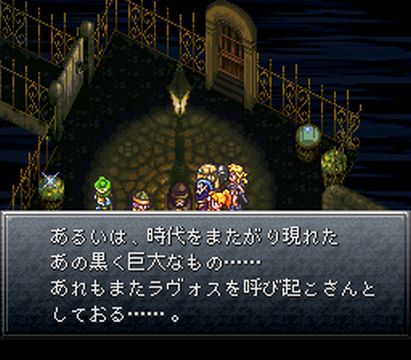 あるいは、時代をまたがり現れた
あの黒く巨大なもの……
あれもまたラヴォスを呼び起こさんと
しておる……。